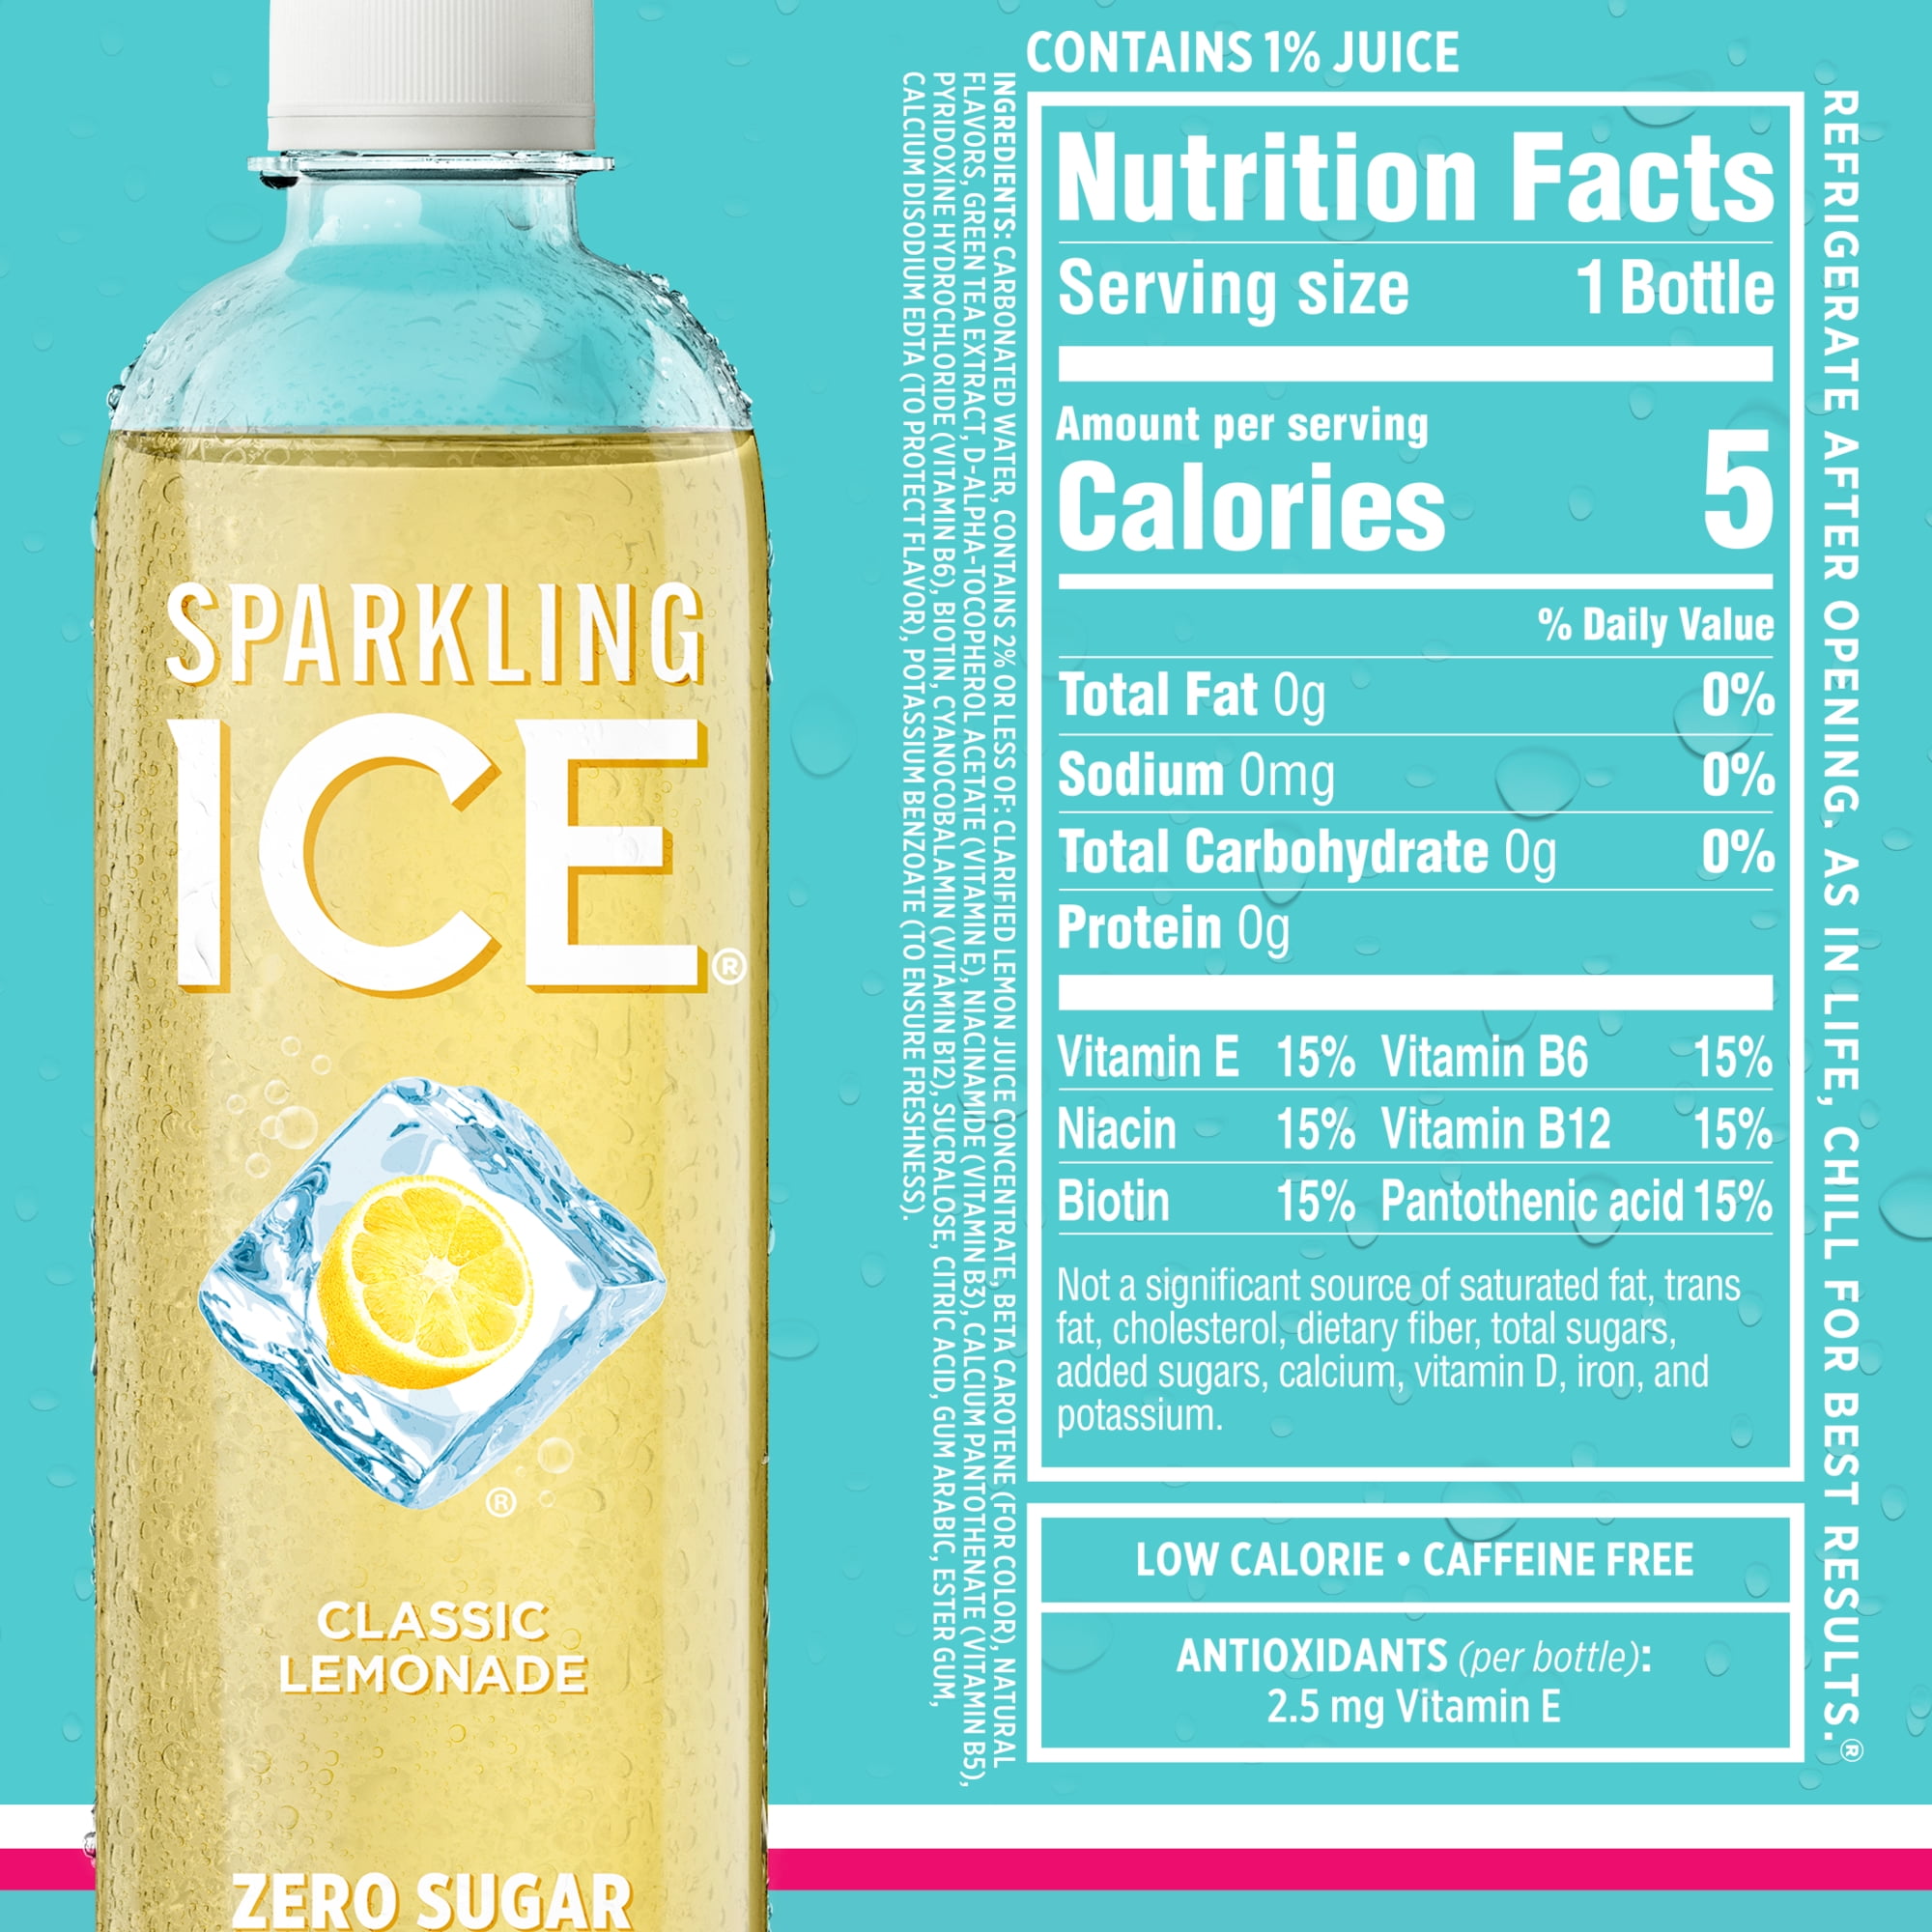 SPARKLING
ICE®
®
CLASSIC
LEMONADE
ZERO SUGAR
CONTAINS 1% JUICE
INGREDIENTS: CARBONATED WATER, CONTAINS 2% OR LESS OF: CLARIFIED LEMON JUICE CONCENTRATE, BETA CAROTENE (FOR COLOR), NATURAL
FLAVORS, GREEN TEA EXTRACT, D-ALPHA-TOCOPHEROL ACETATE (VITAMIN E), NIACINAMIDE (VITAMIN B3), CALCIUM PANTOTHENATE (VITAMIN B5),
PYRIDOXINE HYDROCHLORIDE (VITAMIN B6), BIOTIN, CYANOCOBALAMIN (VITAMIN B12), SUCRALOSE, CITRIC ACID, GUM ARABIC, ESTER GUM,
CALCIUM DISODIUM EDTA (TO PROTECT FLAVOR), POTASSIUM BENZOATE (TO ENSURE FRESHNESS).
Nutrition Facts
Serving size 1 Bottle
Amount per serving
Calories 5
% Daily Value
Total Fat 0g 0%
Sodium 0mg 0%
Total Carbohydrate 0g 0%
Protein 0g
Vitamin E 15% Vitamin B6 15%
Niacin 15% Vitamin B12 15%
Biotin 15% Pantothenic acid 15%
Not a significant source of saturated fat, trans
fat, cholesterol, dietary fiber, total sugars,
added sugars, calcium, vitamin D, iron, and
potassium.
LOW CALORIE • CAFFEINE FREE
ANTIOXIDANTS (per bottle):
2.5 mg Vitamin E
REFRIGERATE AFTER OPENING. AS IN LIFE, CHILL FOR BEST RESULTS.®